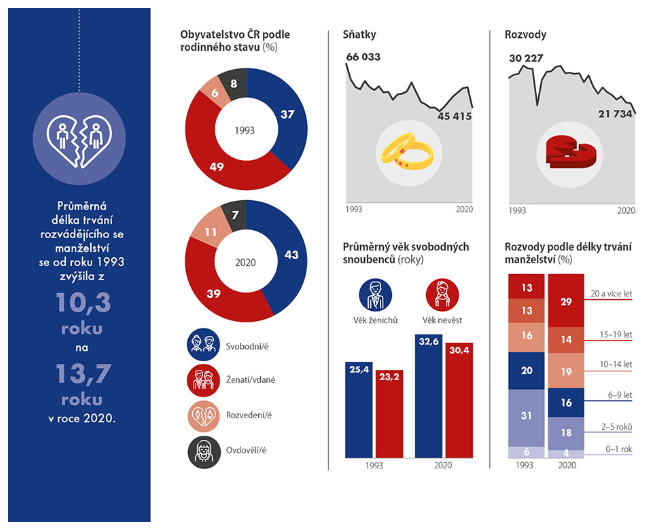 Průměrná
délka trvání
rozvádějícího se
manželství
se od roku 1993
zvýšila z
10,3
roku
na
13,7
roku
v roce 2020.
Obyvatelstvo ČR podle
rodinného stavu (%)
8
6
37
1993
49
7
11
43
2020
39
Svobodní/é
Ženatí/vdané
Rozvedení/é
Ovdovělí/é
Sňatky
66 033
45 415
1993 2020
Rozvody
30 227
21 734
1993 2020
Průměrný věk svobodných
snoubenců (roky)
Věk ženichů Věk nevěst
25,4 23,2 32,6 30,4
1993 2020
Rozvody podle délky trvání
manželství (%)
13 29 20 a více let
13 14 15–19 let
16 19 10–14 let
20 16 6–9 let
31 18 2–5 roků
6 4 0–1 rok
1993 2020